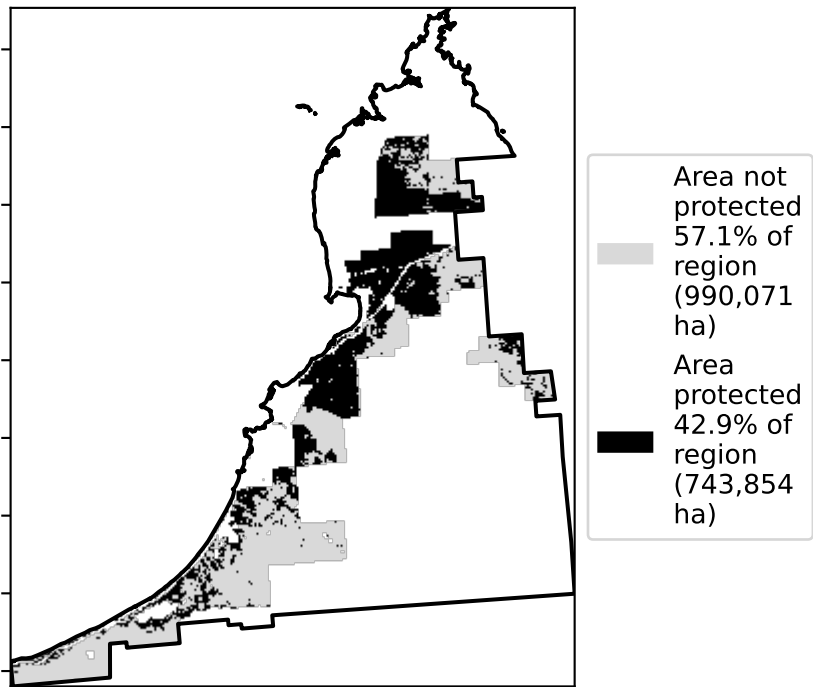 Area not
protected
57.1% of
region
(990,071
ha)
Area
protected
42.9% of
region
(743,854
ha)